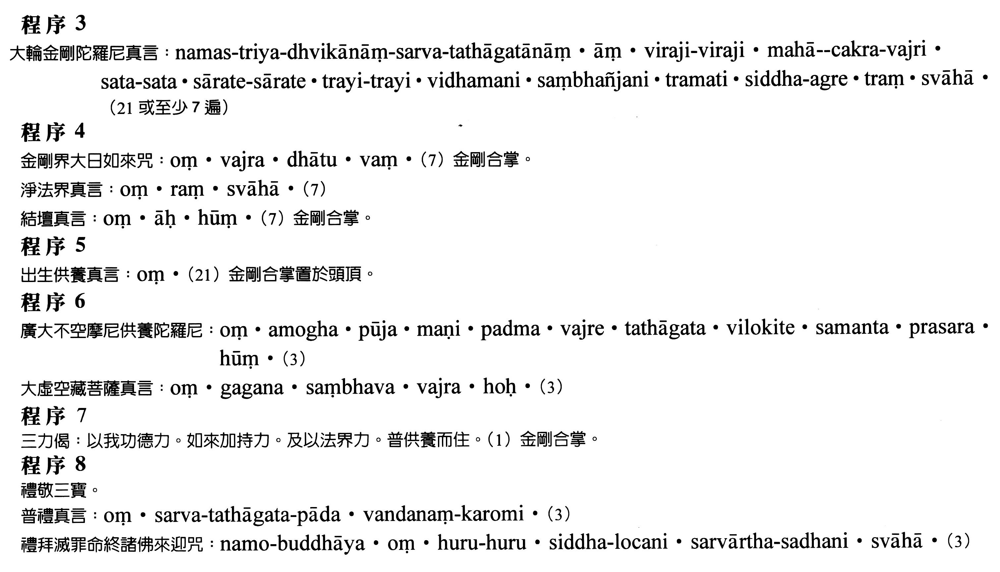 程序 3
大輪金剛陀羅尼真言：namas-triya-dhvikānāṃ-sarva-tathāgatānāṃ • āṃ • viraji-viraji • mahā--cakra-vajri •
sata-sata • sārate-sārate • trayi-trayi • vidhamani • saṃbhañjani • tramati • siddha-agre • traṃ • svāhā •
（21 或至少 7 遍）
程序 4
金剛界大日如來咒：oṃ • vajra • dhātu • vaṃ •（7）金剛合掌。
淨法界真言：oṃ • raṃ • svāhā •（7）
結壇真言：oṃ • āḥ • hūṃ •（7）金剛合掌。
程序 5
出生供養真言：oṃ •（21）金剛合掌置於頭頂。
程序 6
廣大不空摩尼供養陀羅尼：oṃ • amogha • pūja • maṇi • padma • vajre • tathāgata • vilokite • samanta • prasara •
hūṃ •（3）
大虛空藏菩薩真言：oṃ • gagana • saṃbhava • vajra • hoḥ •（3）
程序 7
三力偈：以我功德力。如來加持力。及以法界力。普供養而住。（1）金剛合掌。
程序 8
禮敬三寶。
普禮真言：oṃ • sarva-tathāgata-pāda • vandanaṃ-karomi •（3）
禮拜滅罪命終諸佛來迎咒：namo-buddhāya • oṃ • huru-huru • siddha-locani • sarvārtha-sadhani • svāhā •（3）